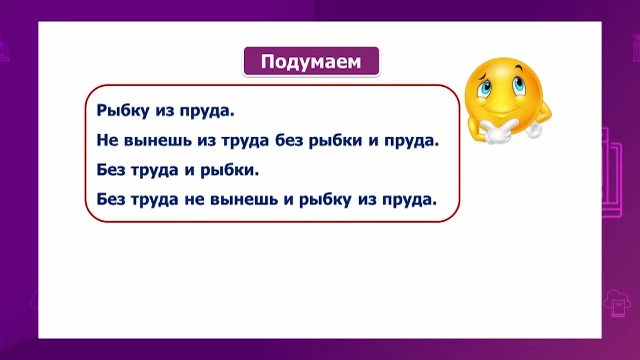 Подумаем
Рыбку из пруда.
Не вынешь из труда без рыбки и пруда.
Без труда и рыбки.
Без труда не вынешь и рыбку из пруда.